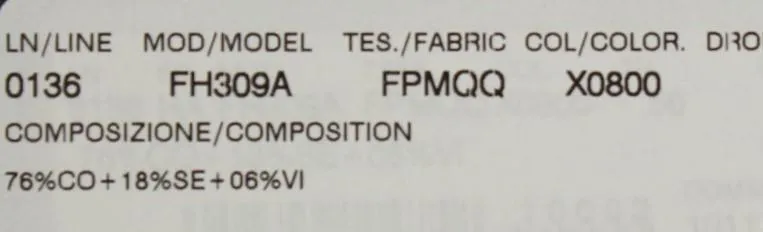 LN/LINE MOD/MODEL TES./FABRIC COL/COLOR.
0136 FH309A FPMQQ X0800
COMPOSIZIONE/COMPOSITION
76%CO+18%SE+06%VI